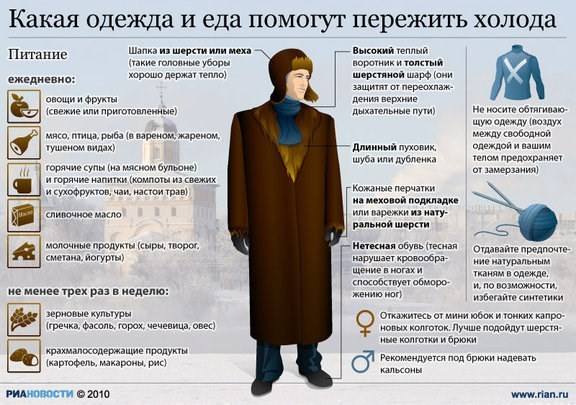 Какая одежда и еда помогут пережить холода
Питание
ежедневно:
овощи и фрукты
(свежие или приготовленные)
мясо, птица, рыба (в вареном, жареном,
тушеном видах)
горячие супы (на мясном бульоне)
и горячие напитки (компоты из свежих
и сухофруктов, чаи, настои трав)
сливочное масло
молочные продукты (сыры, творог,
сметана, йогурты)
не менее трех раз в неделю:
зерновые культуры
(гречка, фасоль, горох, чечевица, овес)
крахмалосодержащие продукты
(картофель, макароны, рис)
Шапка из шерсти или меха
(такие головные уборы
хорошо держат тепло)
Высокий теплый
воротник и толстый
шерстяной шарф (они
защитят от переохлаж-
дения верхние
дыхательные пути)
Длинный пуховик,
шуба или дубленка
Кожаные перчатки
на меховой подкладке
или варежки из нату-
ральной шерсти
Нетесная обувь (тесная
нарушает кровообра-
щение в ногах и
способствует обморо-
жению ног)
Не носите обтягиваю-
щую одежду (воздух
между свободной
одеждой и вашим
телом предохраняет
от замерзания)
Отдавайте предпочте-
ние натуральным
тканям в одежде,
и, по возможности,
избегайте синтетики
Откажитесь от мини юбок и тонких капро-
новых колготок. Лучше подойдут шерстя-
ные колготки и брюки
Рекомендуется под брюки надевать
кальсоны
РИАНОВОСТИ © 2010
www.rian.ru